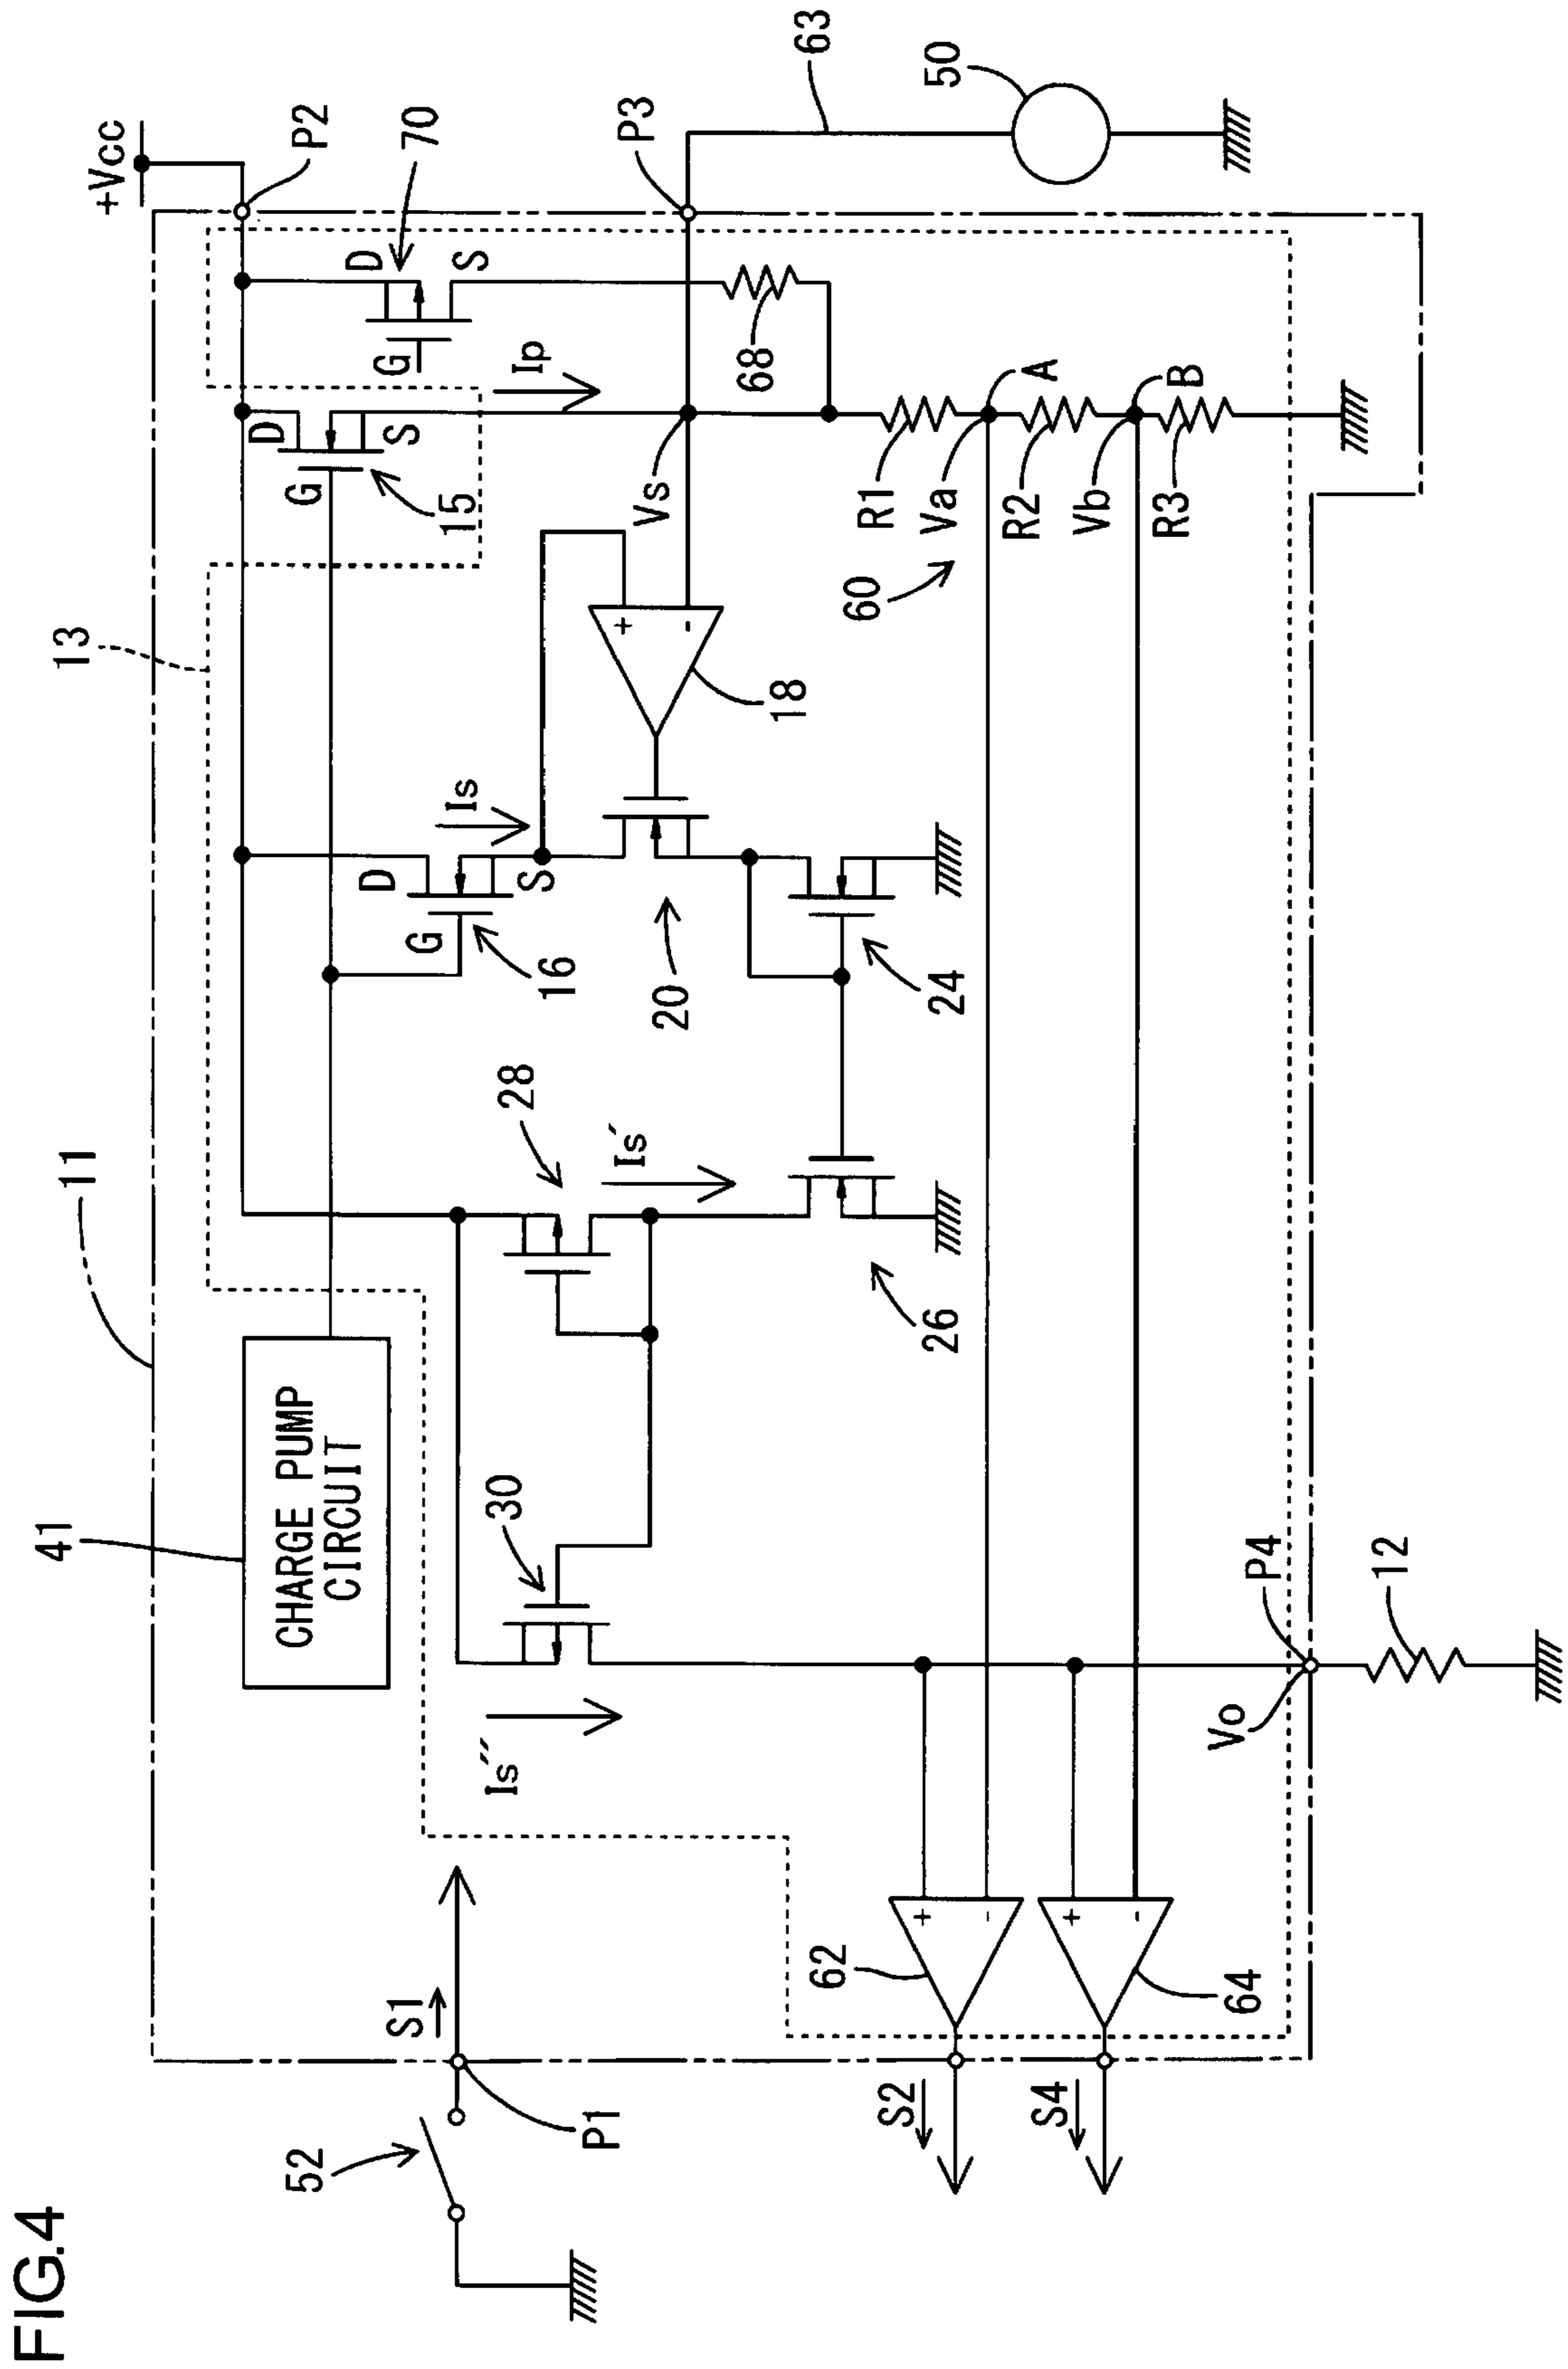 FIG.4
11
13
+Vcc
P2
41
CHARGE PUMP
CIRCUIT
D
G
S
15
Ip
D
G
S
70
P3
63
50
68
Vs
+
-
18
D
G
S
16
Is
20
24
28
Is´
26
30
Is´´
60
R1
Va
A
R2
Vb
B
R3
S1
52
P1
62
+
-
64
+
-
S2
S4
Vo
P4
12